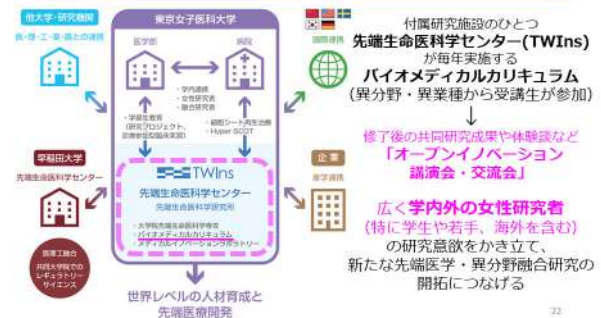 他大学・研究機関
医・理・工・薬・農との連携
東京女子医科大学
医学部
病院
・学内連携
・女性研究者
・融合研究者
・学部生教育
(研究プロジェクト、
診療参加型臨床実習)
・細胞シート再生治療
・Hyper SCOT
国際連携
早稲田大学
先端生命医科学センター
TWIns
先端生命医科学センター
先端生命医科学研究所
・大学院先端生命医科学専攻
・バイオメディカルカリキュラム
・メディカルイノベーションラボラトリー
企業
産学連携
医理工融合
共同大学院での
レギュラトリー
サイエンス
世界レベルの人材育成と
先端医療開発
付属研究施設のひとつ
先端生命医科学センター(TWIns)
が毎年実施する
バイオメディカルカリキュラム
(異分野・異業種から受講生が参加)
↓
修了後の共同研究成果や体験談など
「オープンイノベーション
講演会・交流会」
広く学内外の女性研究者
(特に学生や若手、海外を含む)
の研究意欲をかき立て、
新たな先端医学・異分野融合研究の
開拓につなげる
22